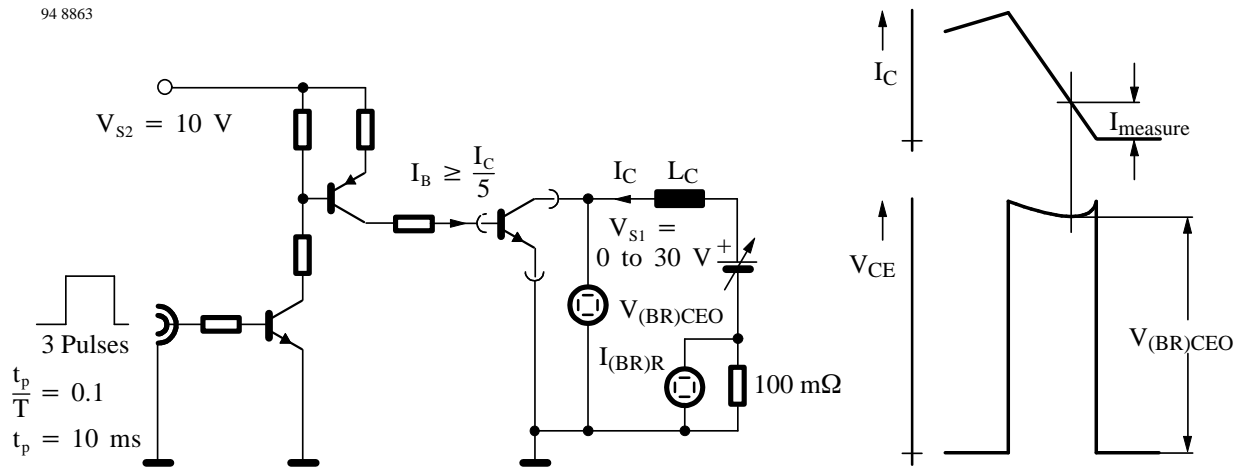 94 8863
V_S2 = 10 V
I_B ≥ I_C/5
I_C
L_C
V_S1 =
0 to 30 V
+
V_(BR)CEO
I_(BR)R
100 mΩ
3 Pulses
t_p/T = 0.1
t_p = 10 ms
I_C
I_measure
V_CE
V_(BR)CEO